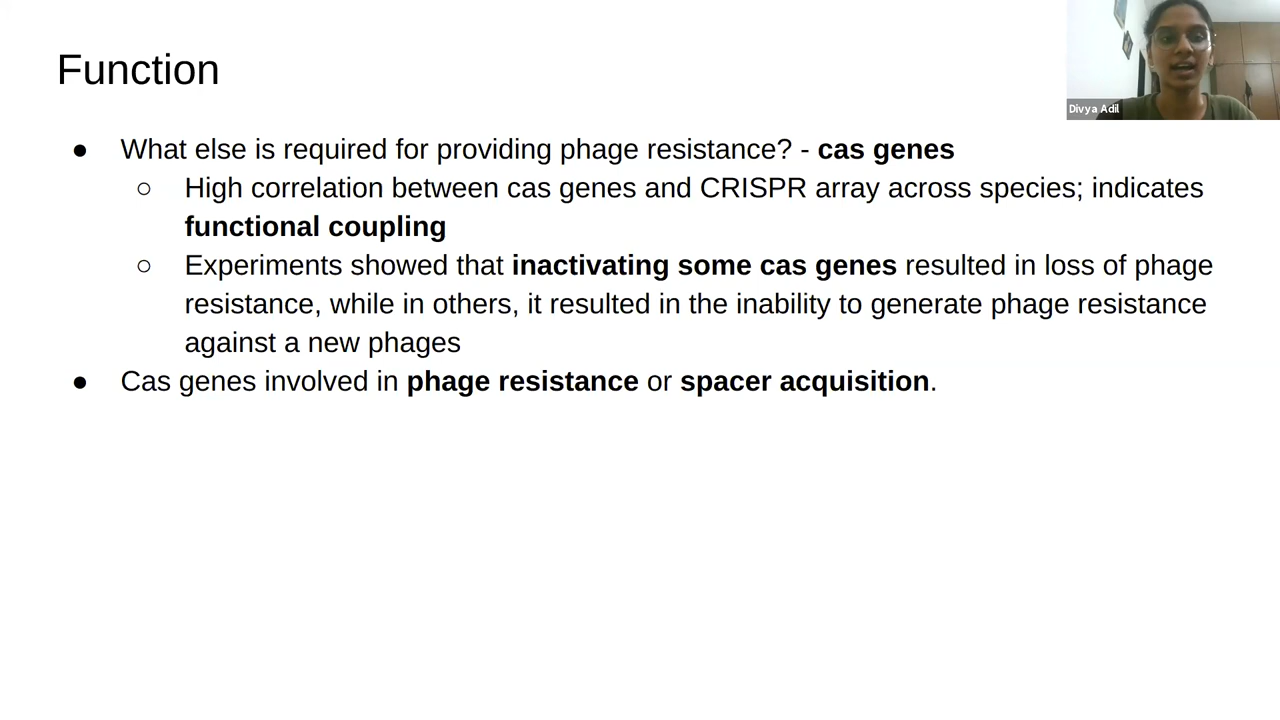 Function
Divya Adil
● What else is required for providing phage resistance? - cas genes
○ High correlation between cas genes and CRISPR array across species; indicates
functional coupling
○ Experiments showed that inactivating some cas genes resulted in loss of phage
resistance, while in others, it resulted in the inability to generate phage resistance
against a new phages
● Cas genes involved in phage resistance or spacer acquisition.